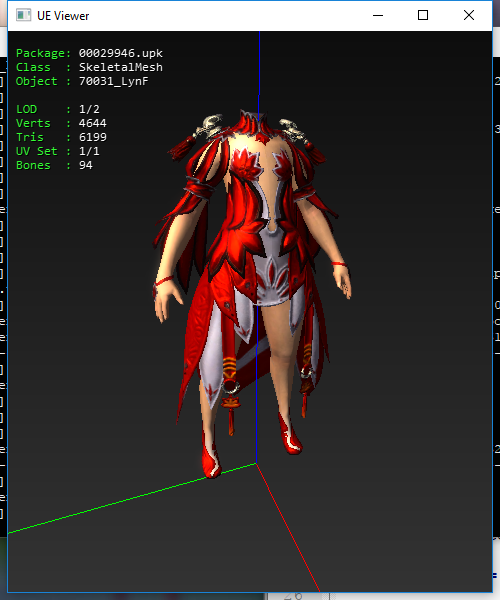 UE Viewer
Package: 00029946.upk
Class  : SkeletalMesh
Object : 70031_LynF
LOD    : 1/2
Verts  : 4644
Tris   : 6199
UV Set : 1/1
Bones  : 94
26